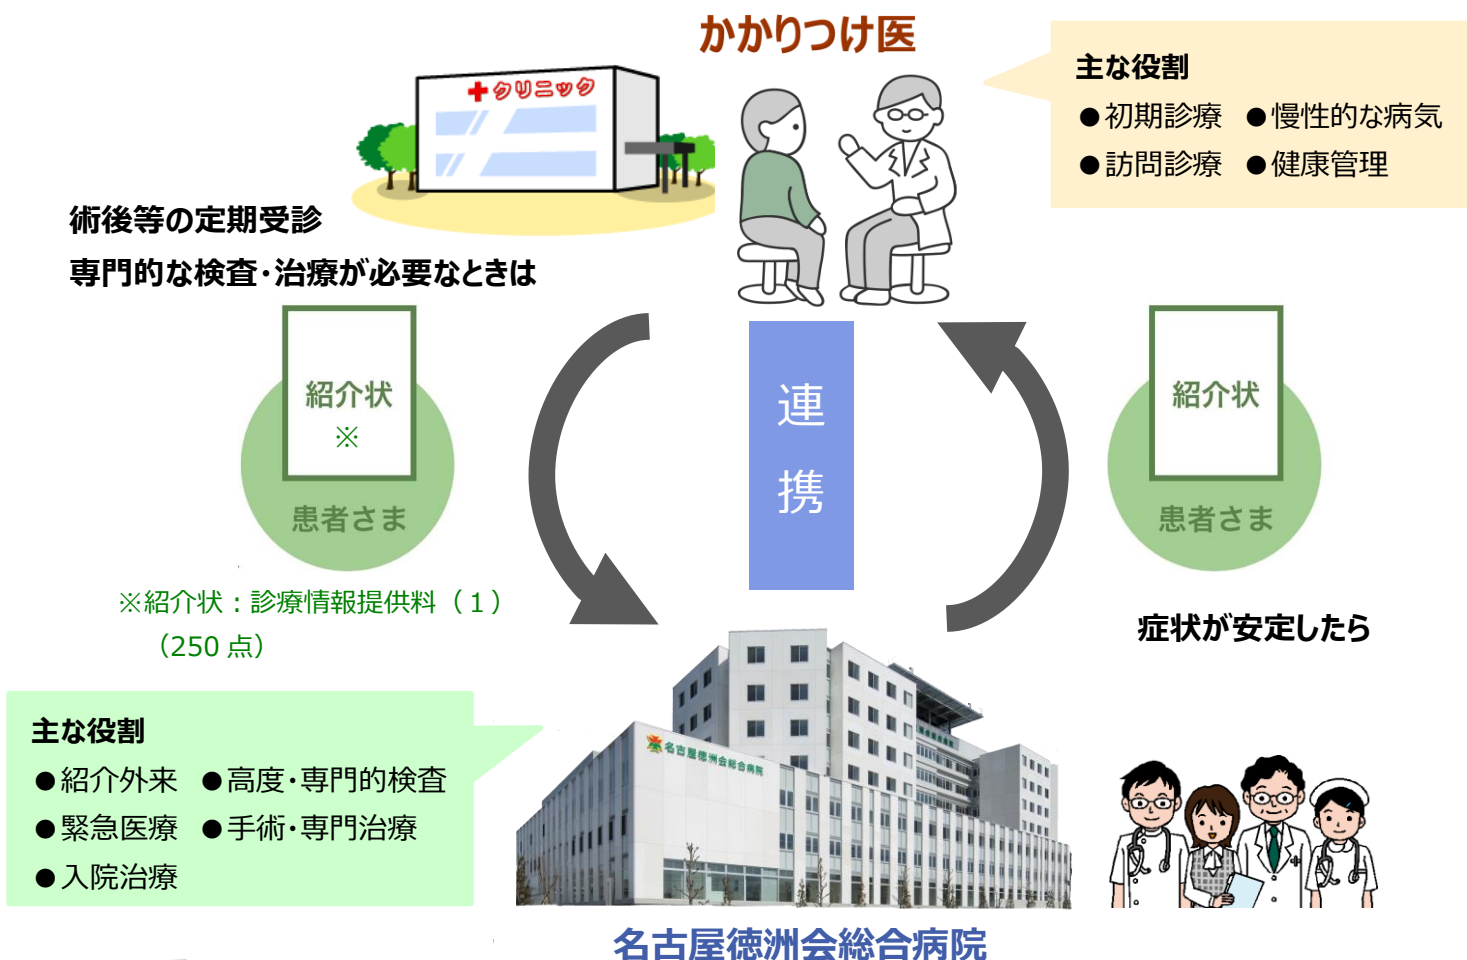 かかりつけ医
クリニック
主な役割
●初期診療 ●慢性的な病気
●訪問診療 ●健康管理
術後等の定期受診
専門的な検査・治療が必要なときは
紹介状
※
患者さま
連
携
紹介状
患者さま
※紹介状：診療情報提供料（１）
（250 点）
症状が安定したら
主な役割
●紹介外来 ●高度・専門的検査
●緊急医療 ●手術・専門治療
●入院治療
名古屋徳洲会総合病院
名古屋徳洲会総合病院